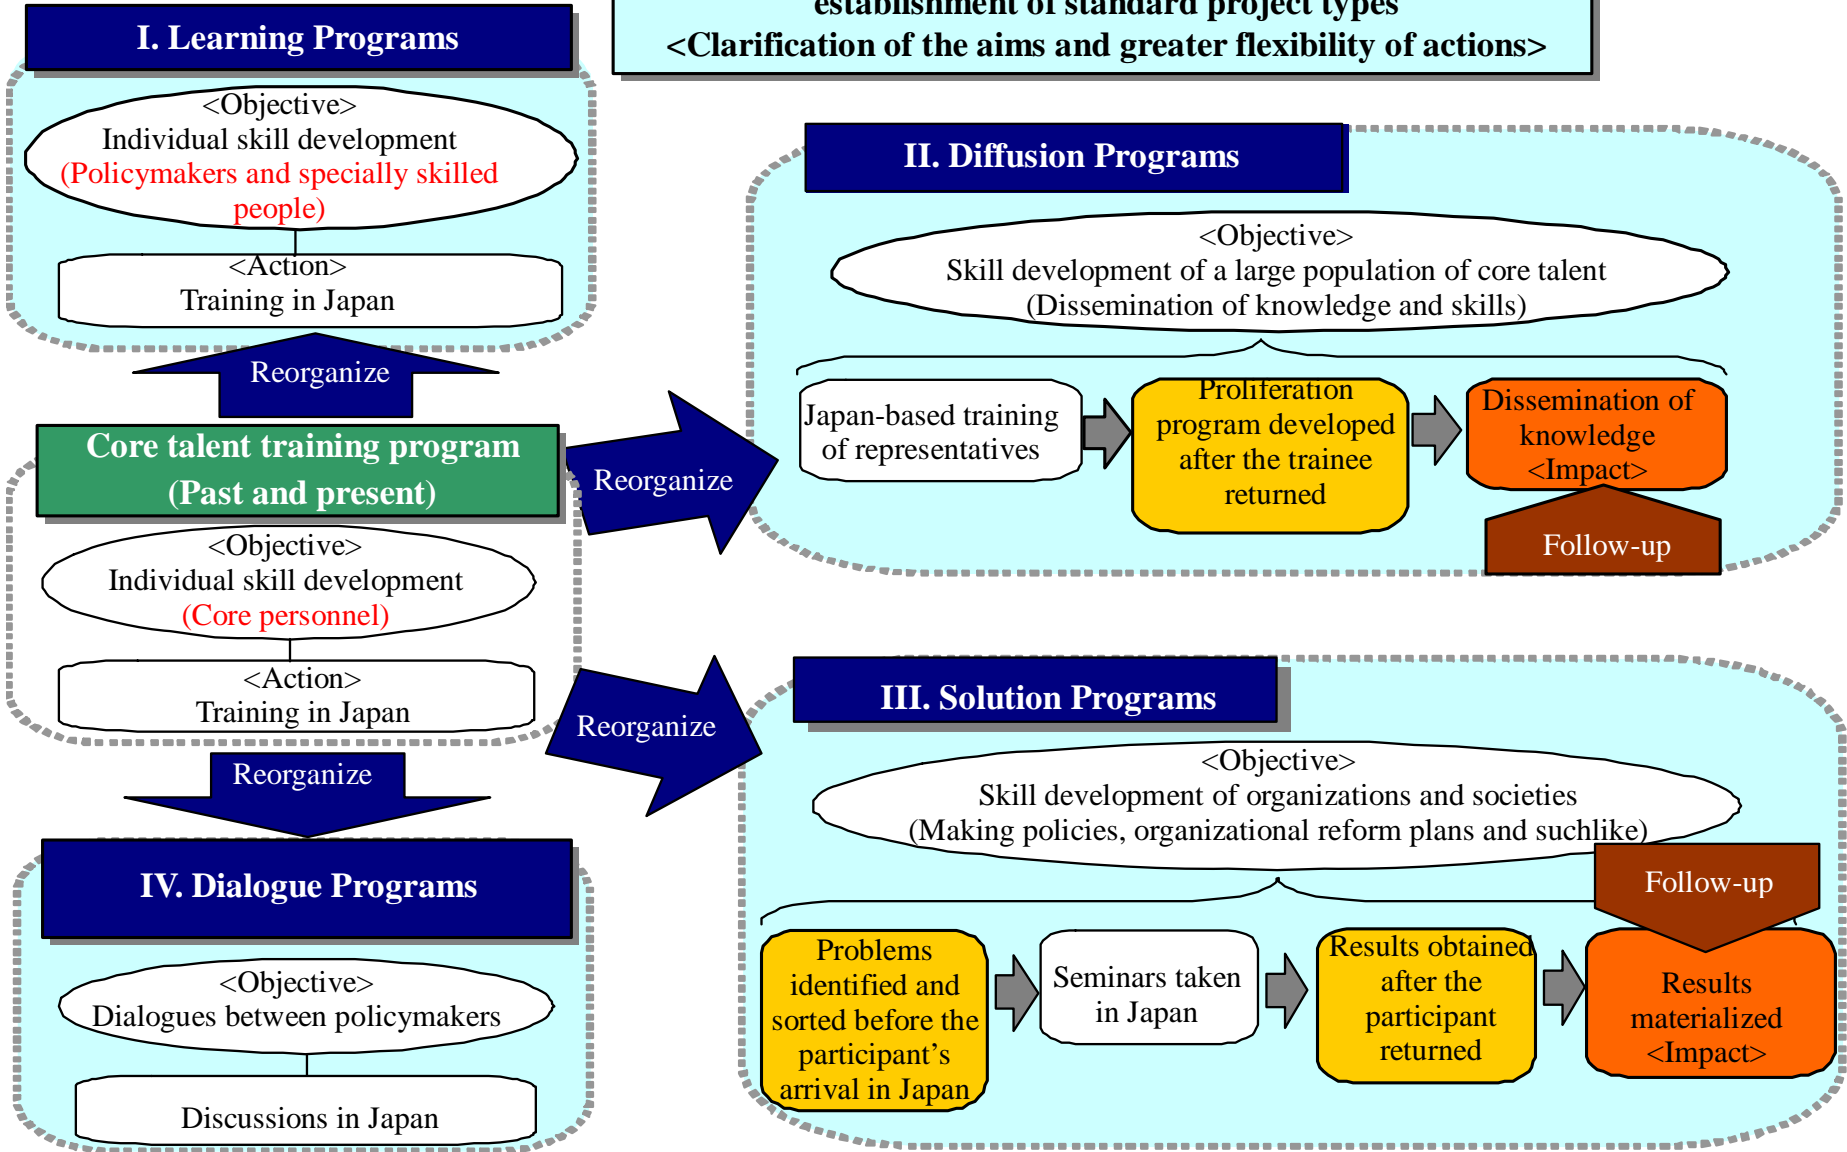 establishment of standard project types
<Clarification of the aims and greater flexibility of actions>
I. Learning Programs
<Objective>
Individual skill development
(Policymakers and specially skilled
people)
<Action>
Training in Japan
Reorganize
Core talent training program
(Past and present)
<Objective>
Individual skill development
(Core personnel)
<Action>
Training in Japan
Reorganize
Reorganize
Reorganize
II. Diffusion Programs
<Objective>
Skill development of a large population of core talent
(Dissemination of knowledge and skills)
Japan-based training
of representatives
Proliferation
program developed
after the trainee
returned
Dissemination of
knowledge
<Impact>
Follow-up
III. Solution Programs
<Objective>
Skill development of organizations and societies
(Making policies, organizational reform plans and suchlike)
Follow-up
Problems
identified and
sorted before the
participant’s
arrival in Japan
Seminars taken
in Japan
Results obtained
after the
participant
returned
Results
materialized
<Impact>
IV. Dialogue Programs
<Objective>
Dialogues between policymakers
Discussions in Japan